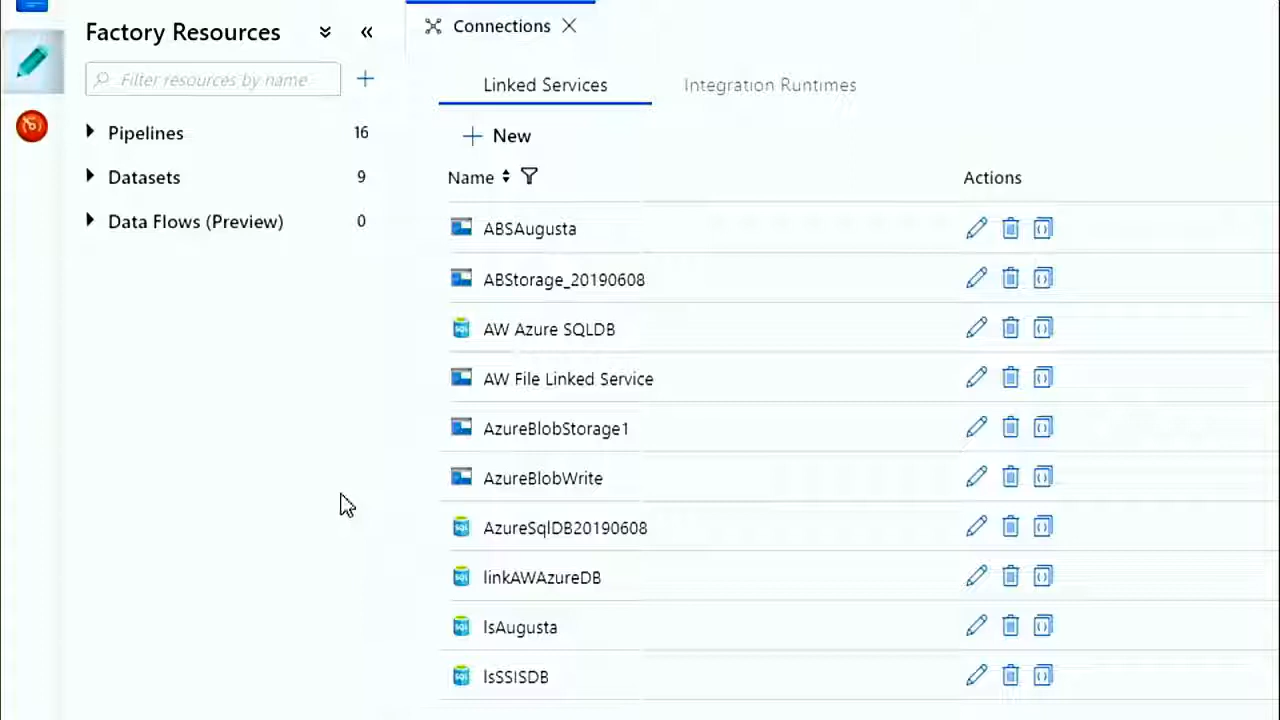 Factory Resources
Connections
Filter resources by name
Linked Services
Integration Runtimes
Pipelines 16
New
Datasets 9
Name
Actions
Data Flows (Preview) 0
ABSAugusta
ABStorage_20190608
AW Azure SQLDB
AW File Linked Service
AzureBlobStorage1
AzureBlobWrite
AzureSqlDB20190608
linkAWAzureDB
lsAugusta
lsSSISDB